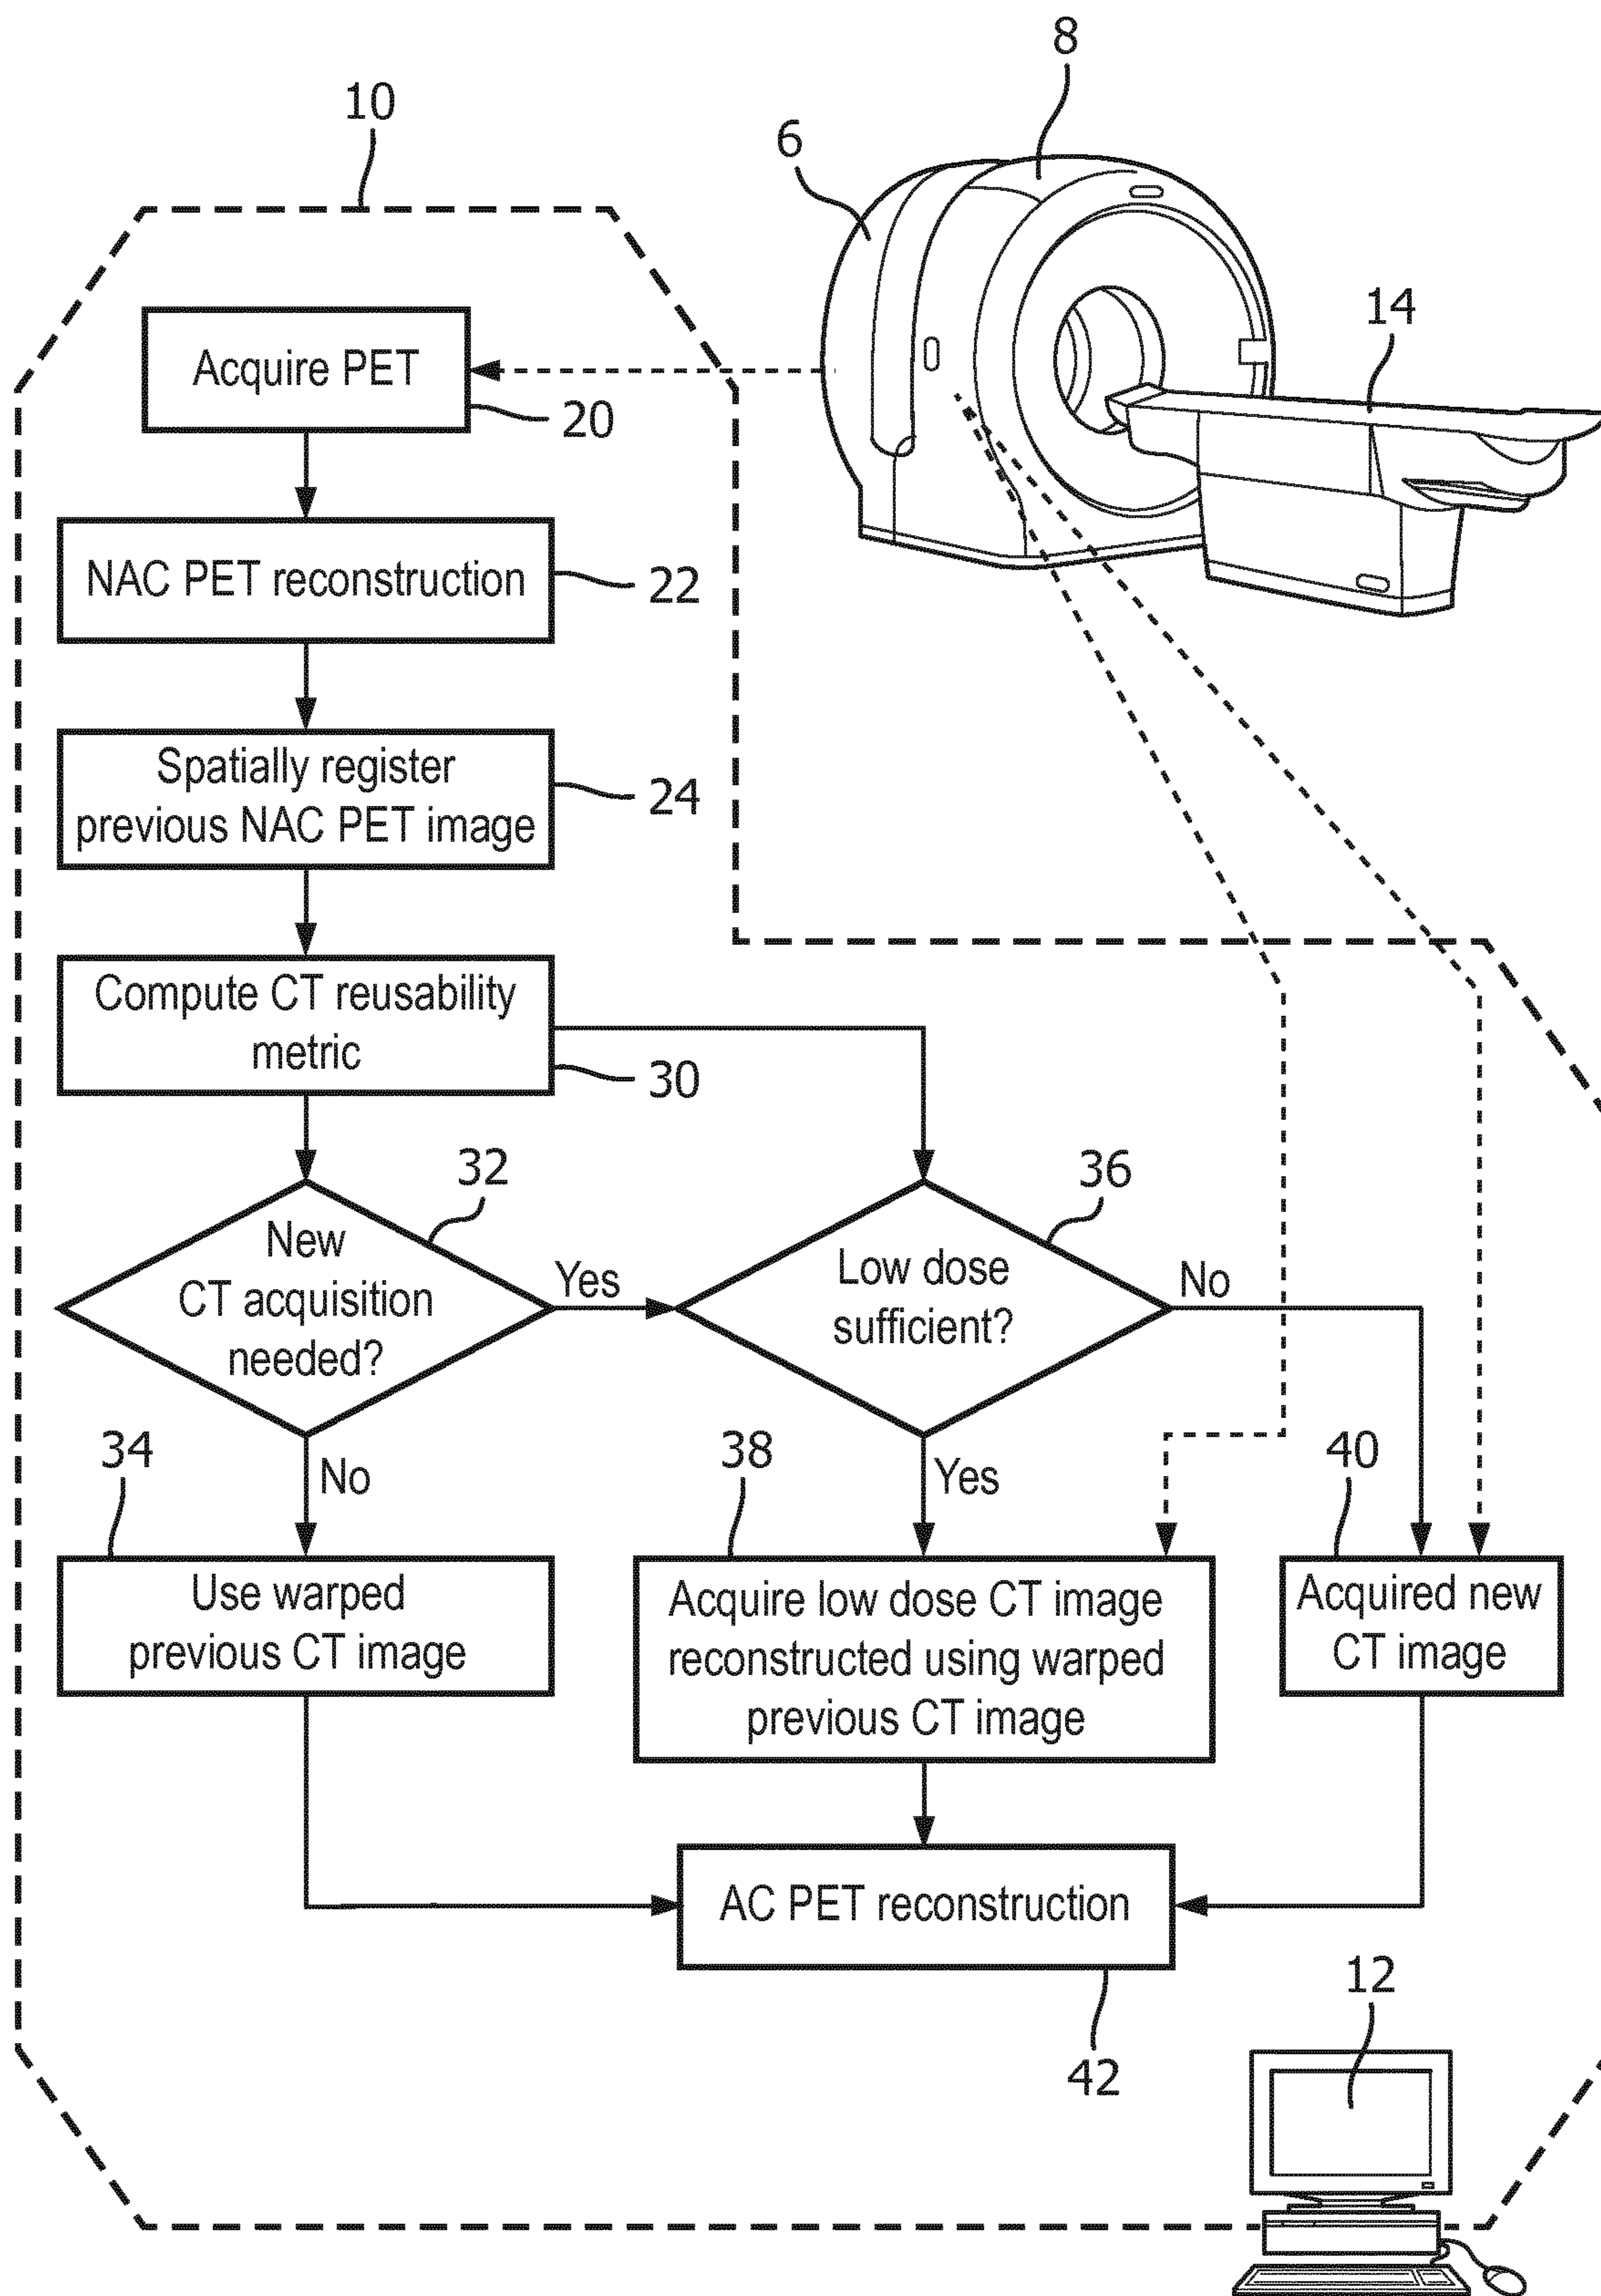 8
10
6
14
Acquire PET
20
NAC PET reconstruction
22
Spatially register
previous NAC PET image
24
Compute CT reusability
metric
30
32
36
New
CT acquisition
needed?
Yes
Low dose
sufficient?
No
34
No
38
Yes
40
Use warped
previous CT image
Acquire low dose CT image
reconstructed using warped
previous CT image
Acquired new
CT image
AC PET reconstruction
42
12